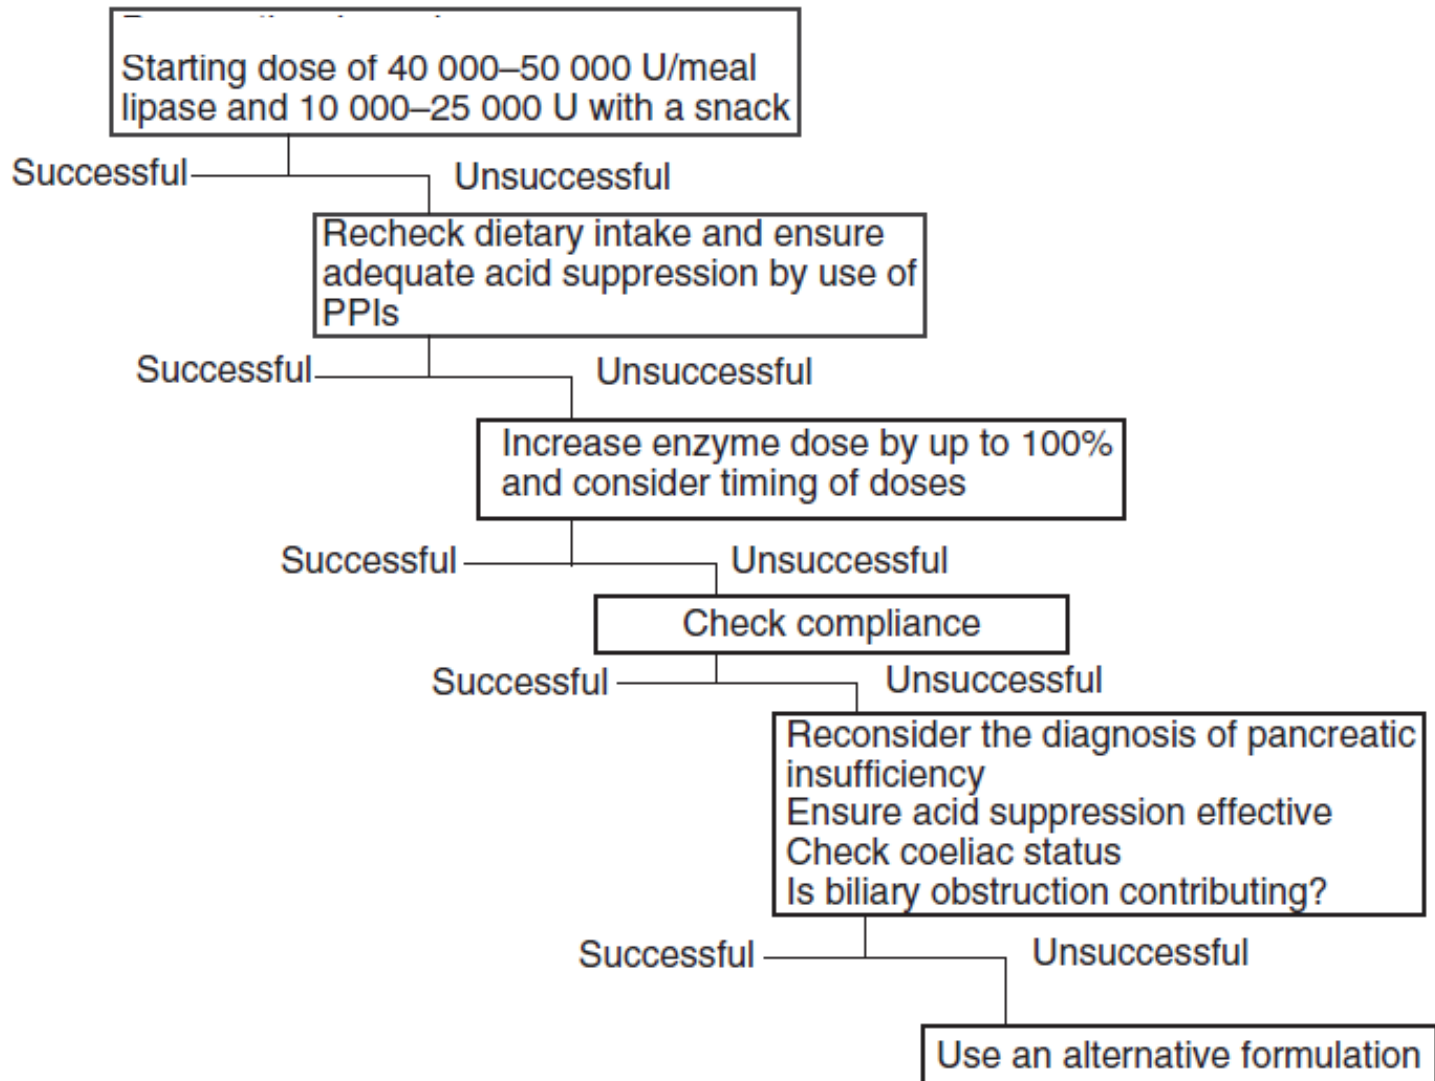 Starting dose of 40 000–50 000 U/meal
lipase and 10 000–25 000 U with a snack
Successful
Unsuccessful
Recheck dietary intake and ensure
adequate acid suppression by use of
PPIs
Successful
Unsuccessful
Increase enzyme dose by up to 100%
and consider timing of doses
Successful
Unsuccessful
Check compliance
Successful
Unsuccessful
Reconsider the diagnosis of pancreatic
insufficiency
Ensure acid suppression effective
Check coeliac status
Is biliary obstruction contributing?
Successful
Unsuccessful
Use an alternative formulation